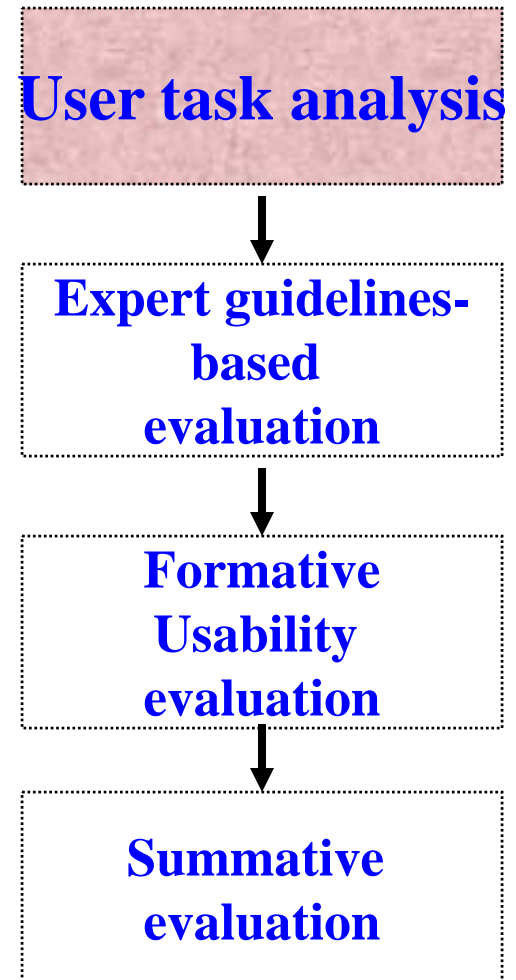 User task analysis
Expert guidelines-
based
evaluation
Formative
Usability
evaluation
Summative
evaluation